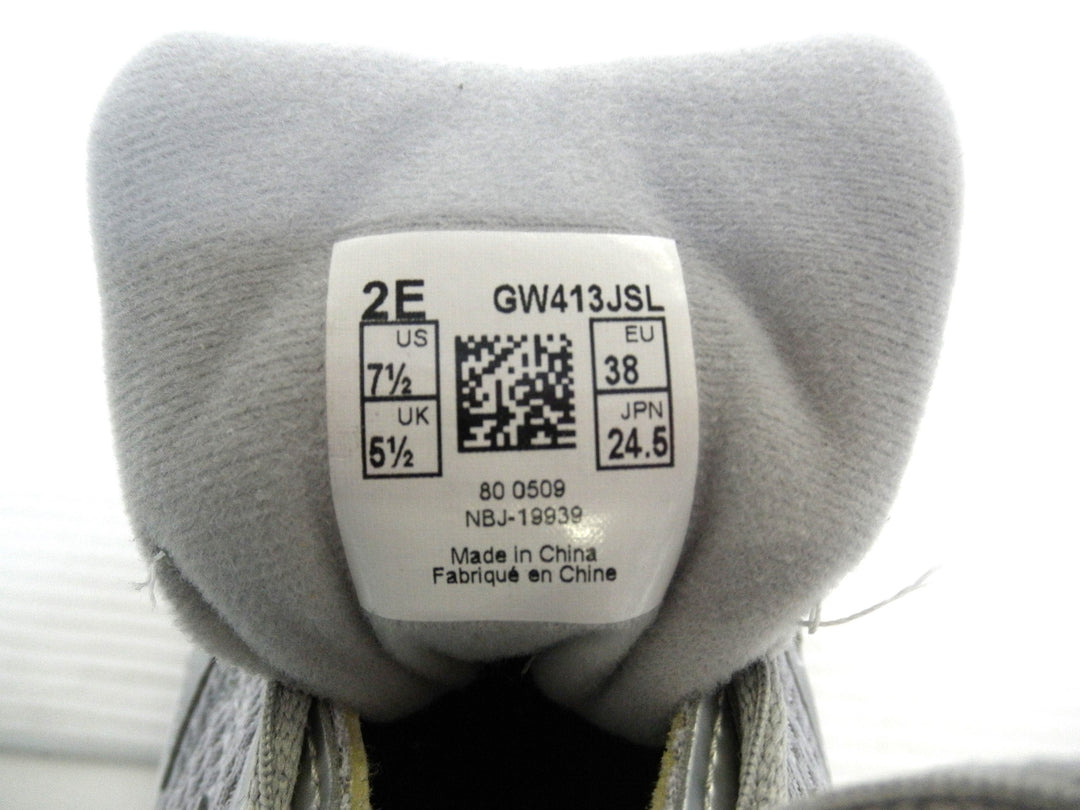 2E GW413JSL
US EU
7½ 38
UK JPN
5½ 24.5
80 0509
NBJ-19939
Made in China
Fabriqué en Chine